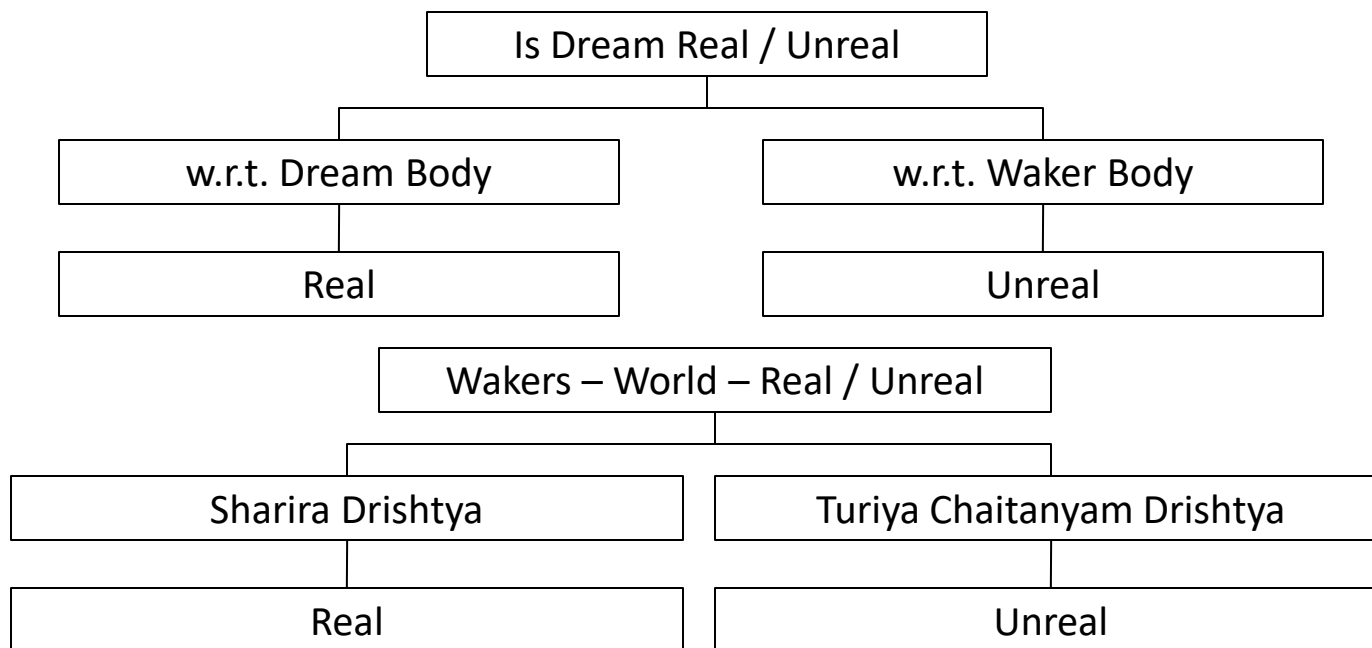 Is Dream Real / Unreal
w.r.t. Dream Body
w.r.t. Waker Body
Real
Unreal
Wakers – World – Real / Unreal
Sharira Drishtya
Turiya Chaitanyam Drishtya
Real
Unreal